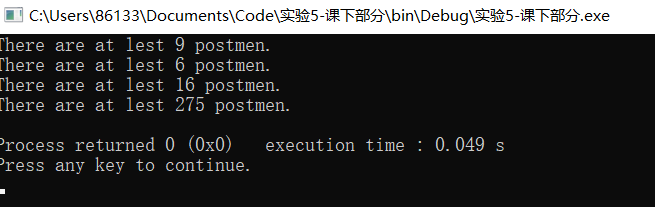 C:\Users\86133\Documents\Code\实验5-课下部分\bin\Debug\实验5-课下部分.exe
There are at lest 9 postmen.
There are at lest 6 postmen.
There are at lest 16 postmen.
There are at lest 275 postmen.
Process returned 0 (0x0)   execution time : 0.049 s
Press any key to continue.